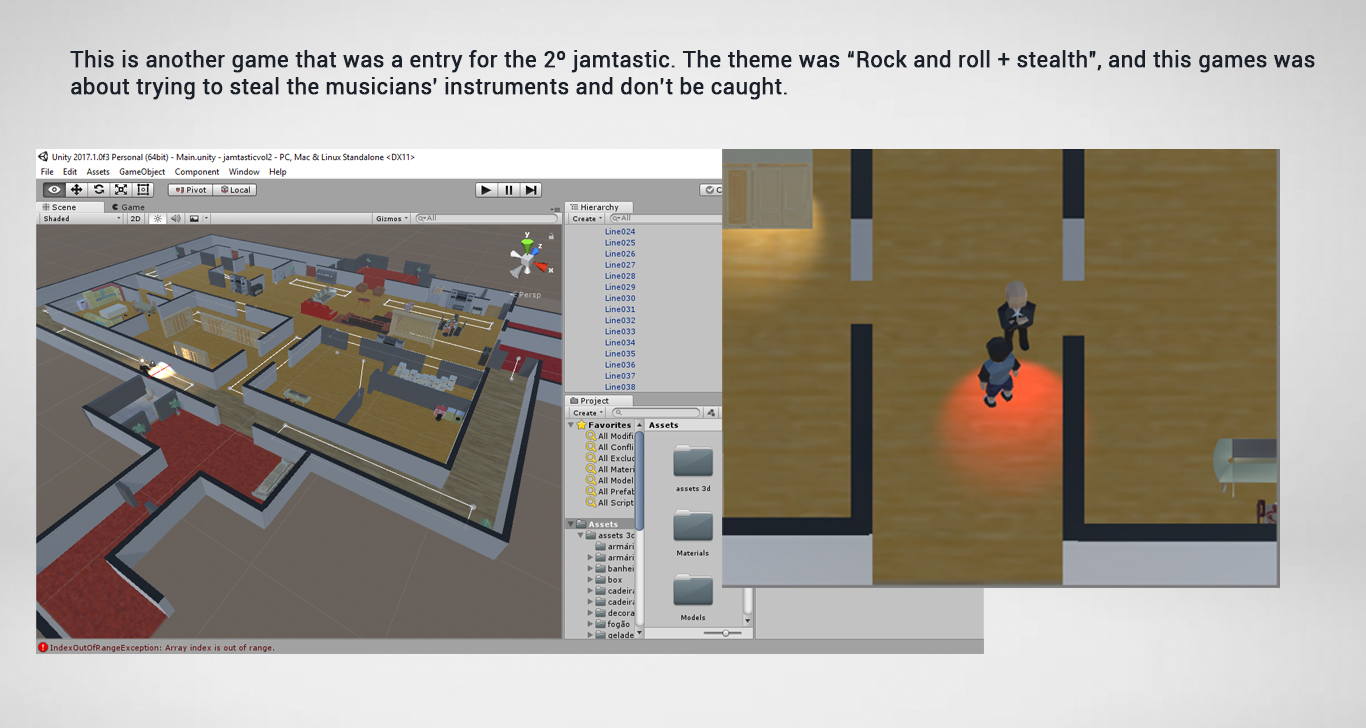 This is another game that was a entry for the 2º jamtastic. The theme was “Rock and roll + stealth”, and this games was
about trying to steal the musicians’ instruments and don’t be caught.
Unity 2017.1.0f3 Personal (64bit) - Main.unity - jamtasticvol2 - PC, Mac & Linux Standalone <DX11>
File Edit Assets GameObject Component Window Help
Pivot Local C
Scene Game
Shaded 2D Gizmos All
y
z
x
Persp
Hierarchy
Create All
Line024
Line025
Line026
Line027
Line028
Line029
Line030
Line031
Line032
Line033
Line034
Line035
Line036
Line037
Line038
Project
Create
Favorites
All Modifi
All Confli
All Exclud
All Materi
All Model
All Prefab
All Script
Assets
assets 3d
armári
armári
banhei
box
cadeira
cadeira
decora
fogão
gelade
Assets
assets 3d
Materials
Models
IndexOutOfRangeException: Array index is out of range.